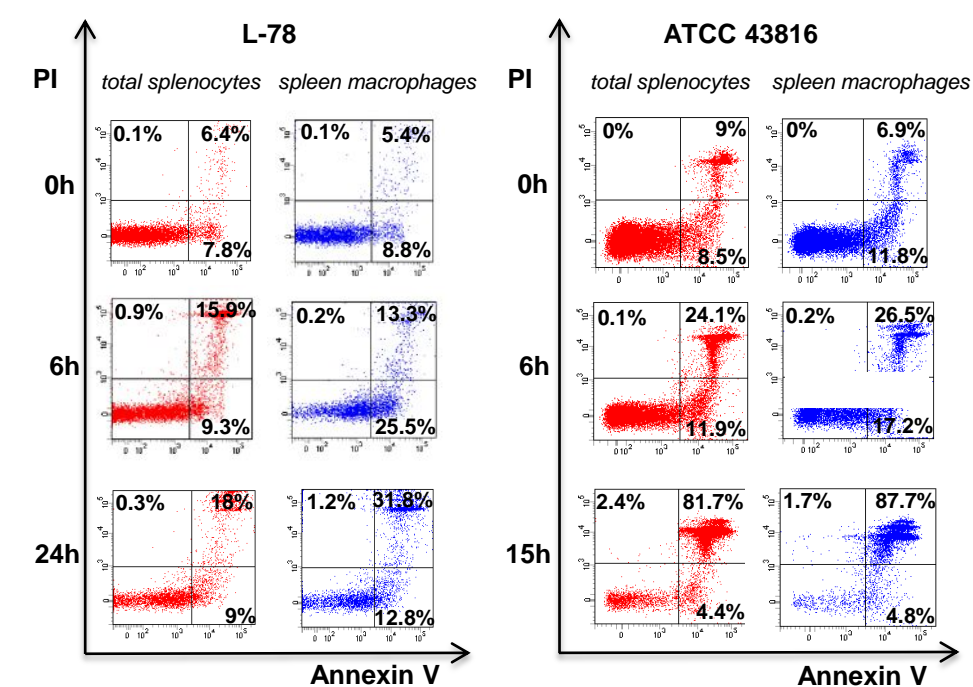 L-78
ATCC 43816
PI
total splenocytes
spleen macrophages
PI
total splenocytes
spleen macrophages
0h
0.1%
6.4%
7.8%
0.1%
5.4%
8.8%
0h
0%
9%
8.5%
0%
6.9%
11.8%
6h
0.9%
15.9%
9.3%
0.2%
13.3%
25.5%
6h
0.1%
24.1%
11.9%
0.2%
26.5%
17.2%
24h
0.3%
18%
9%
1.2%
31.8%
12.8%
15h
2.4%
81.7%
4.4%
1.7%
87.7%
4.8%
Annexin V
Annexin V